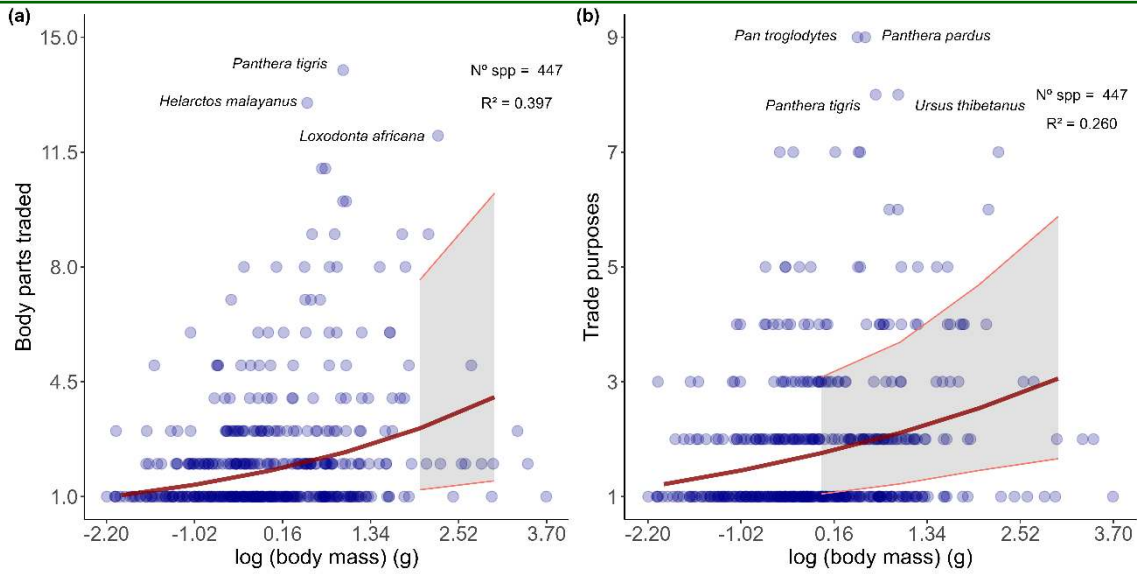 (a)
15.0
Panthera tigris
Nº spp = 447
Helarctos malayanus
R² = 0.397
Loxodonta africana
11.5
8.0
4.5
1.0
Body parts traded
-2.20 -1.02 0.16 1.34 2.52 3.70
log (body mass) (g)
(b)
9
Pan troglodytes Panthera pardus
Panthera tigris Ursus thibetanus
Nº spp = 447
R² = 0.260
7
5
3
1
Trade purposes
-2.20 -1.02 0.16 1.34 2.52 3.70
log (body mass) (g)